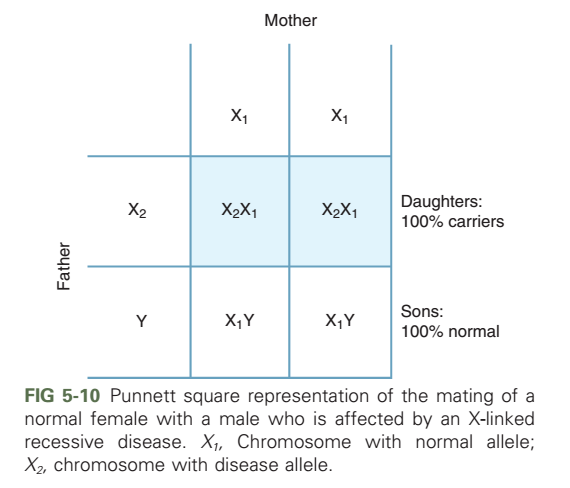 Mother
X₁ X₁
X₂ X₂X₁ X₂X₁ Daughters:
100% carriers
Father
Y X₁Y X₁Y Sons:
100% normal
FIG 5-10 Punnett square representation of the mating of a
normal female with a male who is affected by an X-linked
recessive disease. X₁, Chromosome with normal allele;
X₂, chromosome with disease allele.